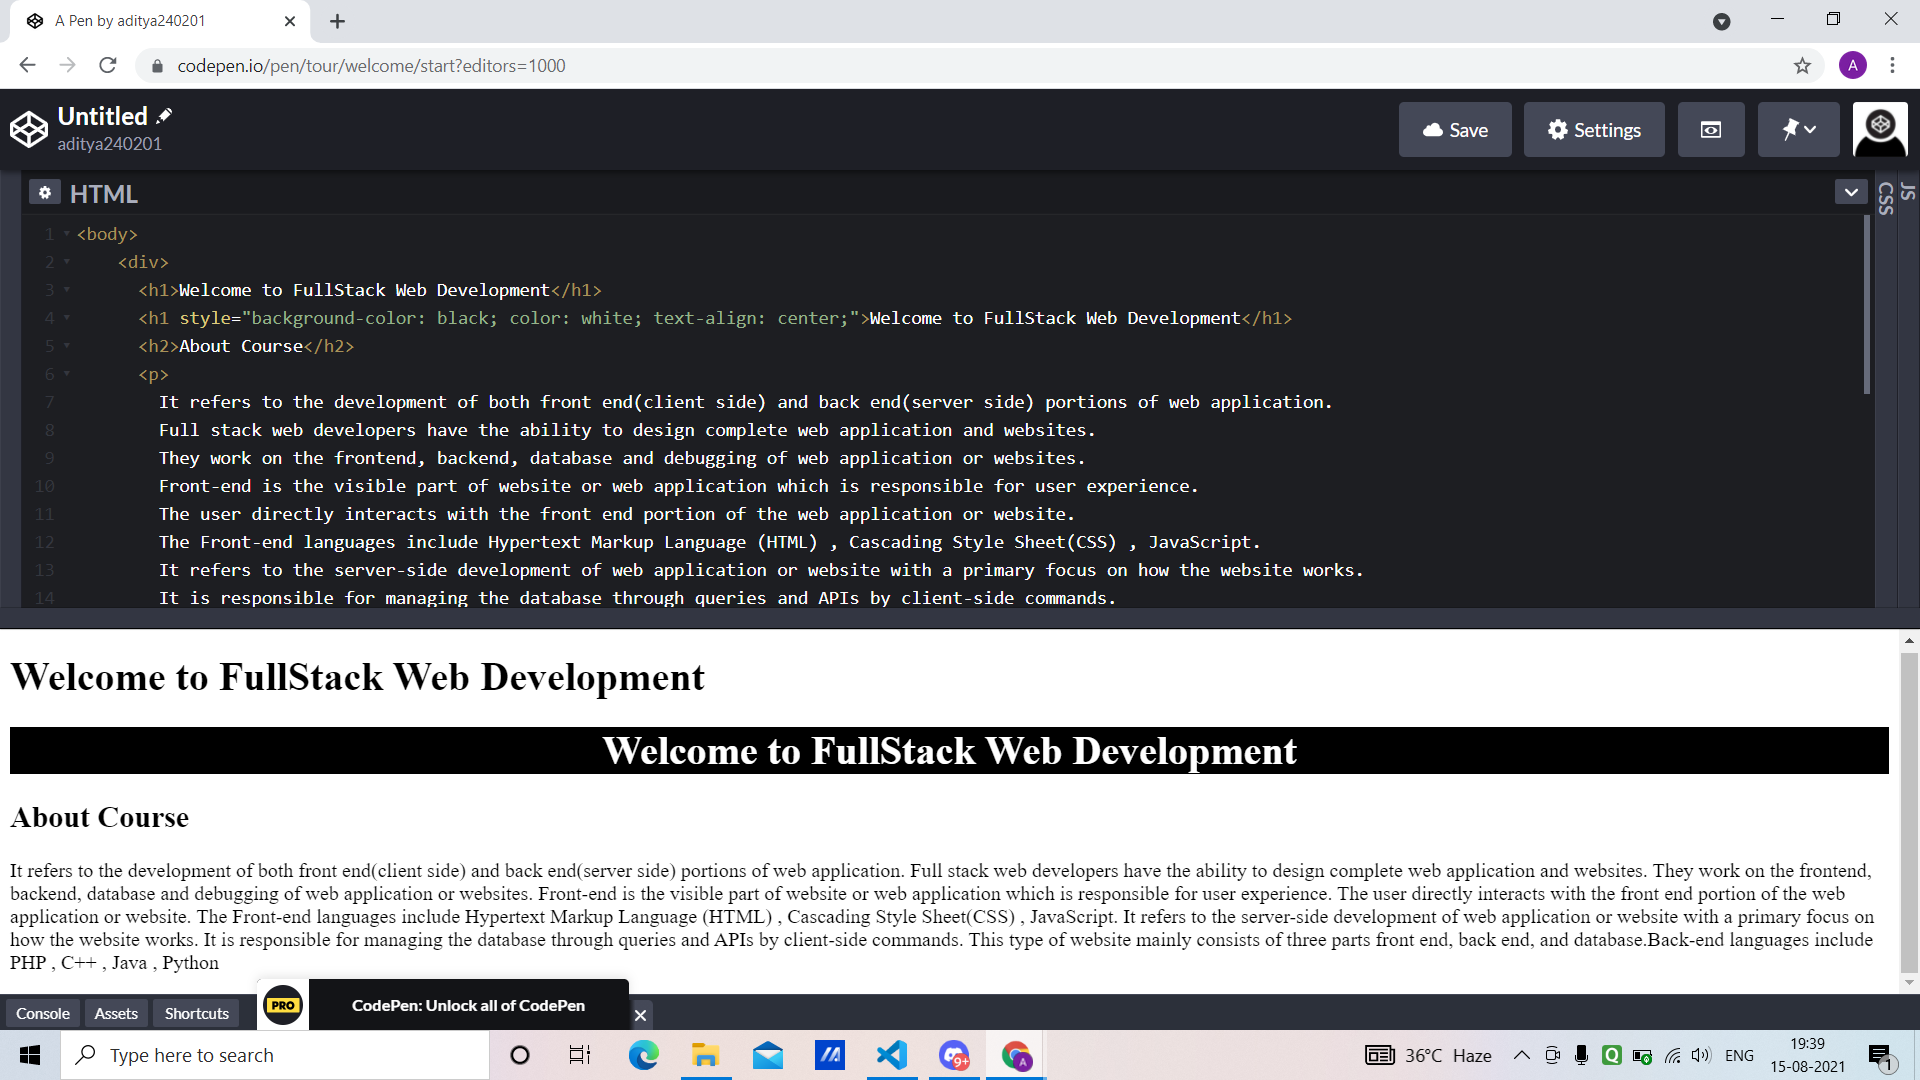 A Pen by aditya240201
codepen.io/pen/tour/welcome/start?editors=1000
A
Untitled
aditya240201
Save
Settings
HTML
CSS
JS
1 <body>
2 <div>
3 <h1>Welcome to FullStack Web Development</h1>
4 <h1 style="background-color: black; color: white; text-align: center;">Welcome to FullStack Web Development</h1>
5 <h2>About Course</h2>
6 <p>
7 It refers to the development of both front end(client side) and back end(server side) portions of web application.
8 Full stack web developers have the ability to design complete web application and websites.
9 They work on the frontend, backend, database and debugging of web application or websites.
10 Front-end is the visible part of website or web application which is responsible for user experience.
11 The user directly interacts with the front end portion of the web application or website.
12 The Front-end languages include Hypertext Markup Language (HTML) , Cascading Style Sheet(CSS) , JavaScript.
13 It refers to the server-side development of web application or website with a primary focus on how the website works.
14 It is responsible for managing the database through queries and APIs by client-side commands.
Welcome to FullStack Web Development
Welcome to FullStack Web Development
About Course
It refers to the development of both front end(client side) and back end(server side) portions of web application. Full stack web developers have the ability to design complete web application and websites. They work on the frontend,
backend, database and debugging of web application or websites. Front-end is the visible part of website or web application which is responsible for user experience. The user directly interacts with the front end portion of the web
application or website. The Front-end languages include Hypertext Markup Language (HTML) , Cascading Style Sheet(CSS) , JavaScript. It refers to the server-side development of web application or website with a primary focus on
how the website works. It is responsible for managing the database through queries and APIs by client-side commands. This type of website mainly consists of three parts front end, back end, and database.Back-end languages include
PHP , C++ , Java , Python
Console
Assets
Shortcuts
PRO
CodePen: Unlock all of CodePen
Type here to search
9+
A
36°C Haze
ENG
19:39
15-08-2021
1